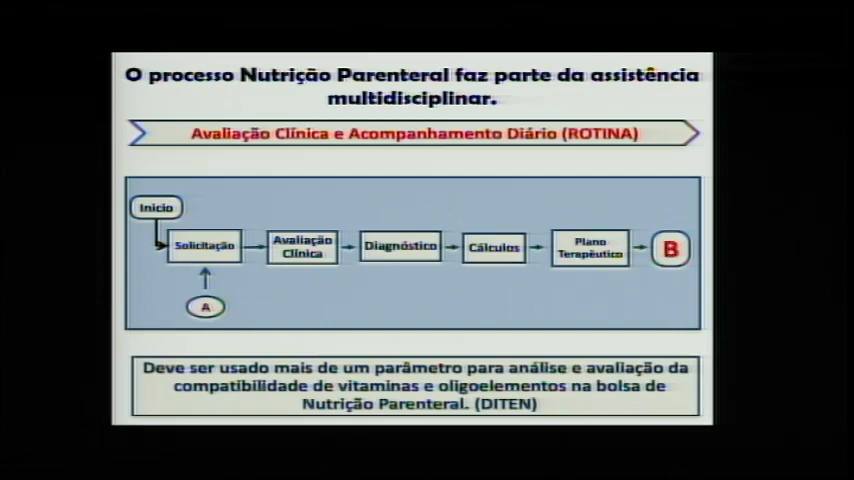 O processo Nutrição Parenteral faz parte da assistência
multidisciplinar.
Avaliação Clínica e Acompanhamento Diário (ROTINA)
Inicio
Solicitação
Avaliação
Clínica
Diagnóstico
Cálculos
Plano
Terapêutico
B
A
Deve ser usado mais de um parâmetro para análise e avaliação da
compatibilidade de vitaminas e oligoelementos na bolsa de
Nutrição Parenteral. (DITEN)